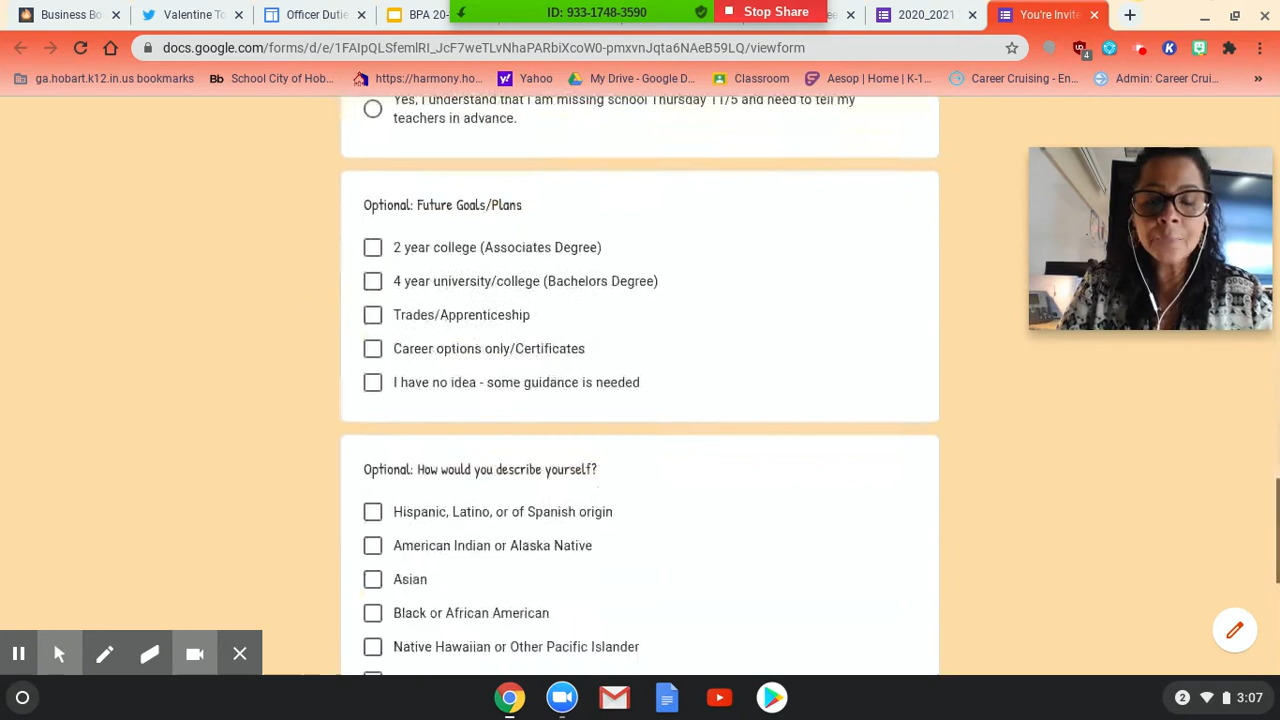 Business Bo
Valentine To
Officer Dutie
BPA 20-
ID: 933-1748-3590
Stop Share
2020_2021
You're Invite
docs.google.com/forms/d/e/1FAIpQLSfemlRI_JcF7weTLvNhaPARbiXcoW0-pmxvnJqta6NAeB59LQ/viewform
4
ga.hobart.k12.in.us bookmarks
Bb School City of Hob...
https://harmony.ho...
Yahoo
My Drive - Google D...
Classroom
Aesop | Home | K-1...
Career Cruising - En...
Admin: Career Crui...
»
Yes, I understand that I am missing school Thursday 11/5 and need to tell my
teachers in advance.
Optional: Future Goals/Plans
2 year college (Associates Degree)
4 year university/college (Bachelors Degree)
Trades/Apprenticeship
Career options only/Certificates
I have no idea - some guidance is needed
Optional: How would you describe yourself?
Hispanic, Latino, or of Spanish origin
American Indian or Alaska Native
Asian
Black or African American
Native Hawaiian or Other Pacific Islander
2
3:07